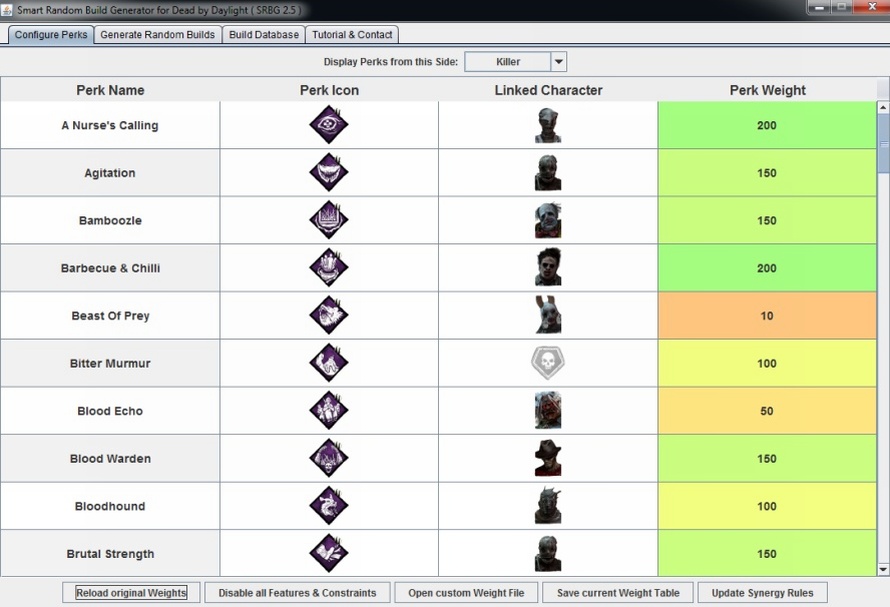 Smart Random Build Generator for Dead by Daylight ( SRBG 2.5 )
Configure Perks Generate Random Builds Build Database Tutorial & Contact
Display Perks from this Side: Killer
Perk Name Perk Icon Linked Character Perk Weight
A Nurse's Calling 200
Agitation 150
Bamboozle 150
Barbecue & Chilli 200
Beast Of Prey 10
Bitter Murmur 100
Blood Echo 50
Blood Warden 150
Bloodhound 100
Brutal Strength 150
Reload original Weights Disable all Features & Constraints Open custom Weight File Save current Weight Table Update Synergy Rules